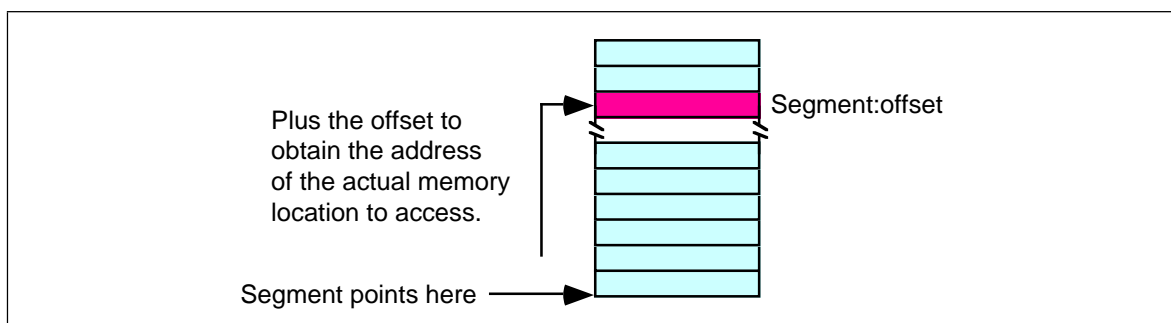 Segment:offset
Plus the offset to
obtain the address
of the actual memory
location to access.
Segment points here